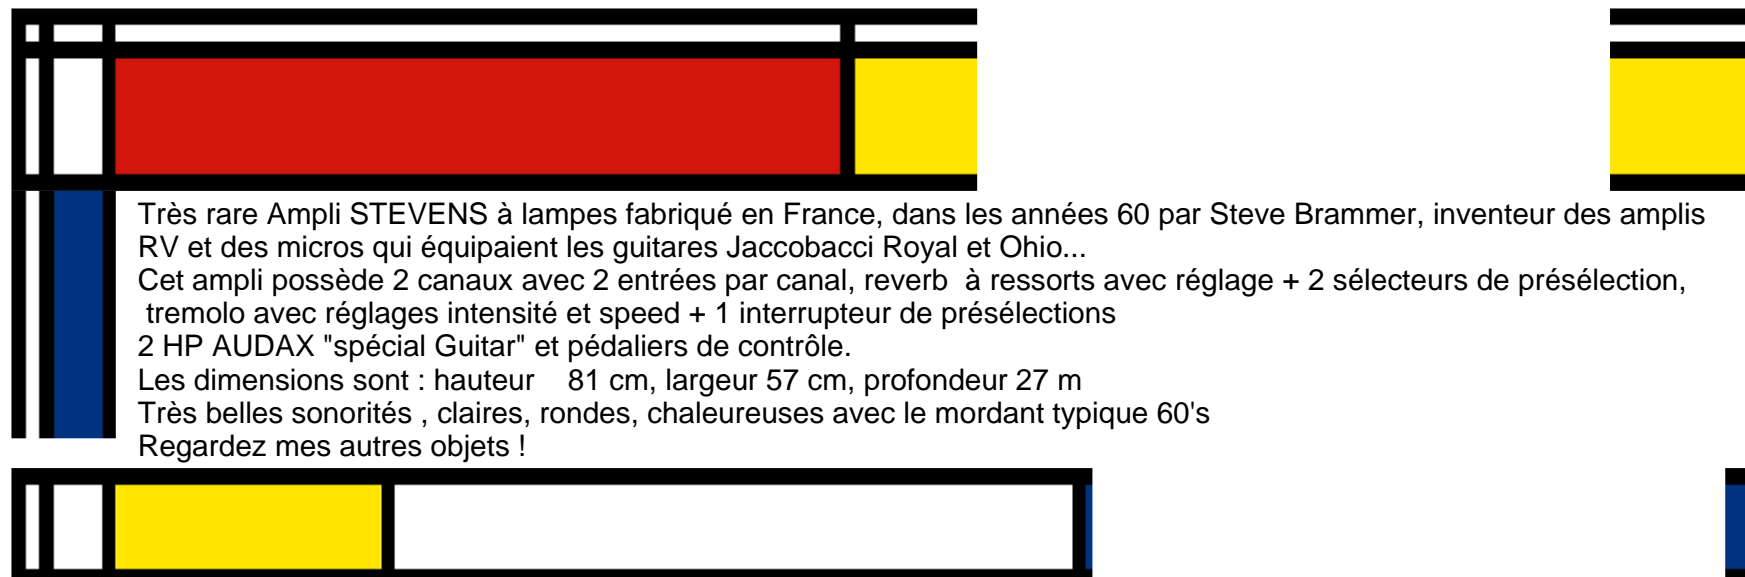 Très rare Ampli STEVENS à lampes fabriqué en France, dans les années 60 par Steve Brammer, inventeur des amplis
RV et des micros qui équipaient les guitares Jaccobacci Royal et Ohio...
Cet ampli possède 2 canaux avec 2 entrées par canal, reverb  à ressorts avec réglage + 2 sélecteurs de présélection,
tremolo avec réglages intensité et speed + 1 interrupteur de présélections
2 HP AUDAX "spécial Guitar" et pédaliers de contrôle.
Les dimensions sont : hauteur    81 cm, largeur 57 cm, profondeur 27 m
Très belles sonorités , claires, rondes, chaleureuses avec le mordant typique 60's
Regardez mes autres objets !